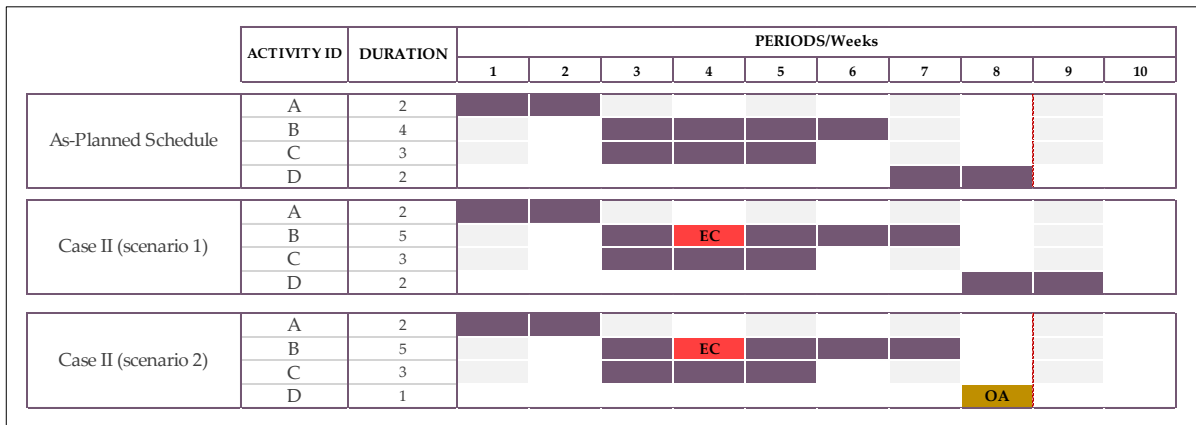 ACTIVITY ID DURATION PERIODS/Weeks
1 2 3 4 5 6 7 8 9 10
As-Planned Schedule
A 2
B 4
C 3
D 2
Case II (scenario 1)
A 2
B 5 EC
C 3
D 2
Case II (scenario 2)
A 2
B 5 EC
C 3
D 1 OA